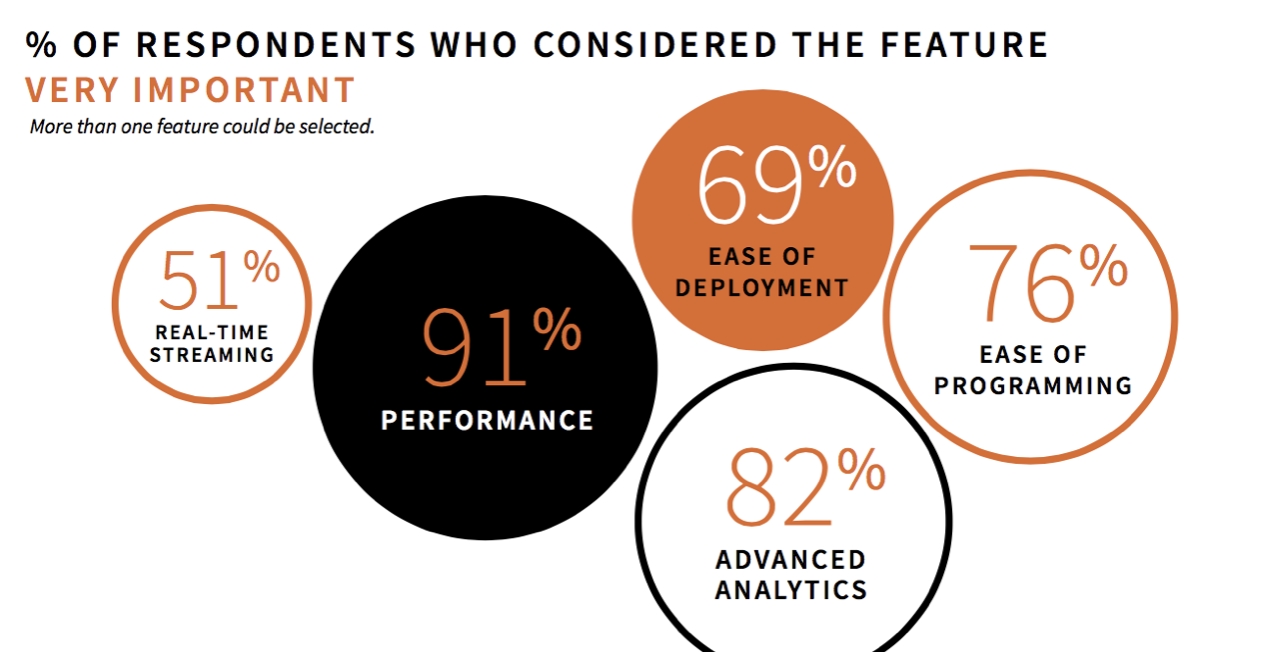 % OF RESPONDENTS WHO CONSIDERED THE FEATURE
VERY IMPORTANT
More than one feature could be selected.
51%
REAL-TIME
STREAMING
91%
PERFORMANCE
69%
EASE OF
DEPLOYMENT
76%
EASE OF
PROGRAMMING
82%
ADVANCED
ANALYTICS